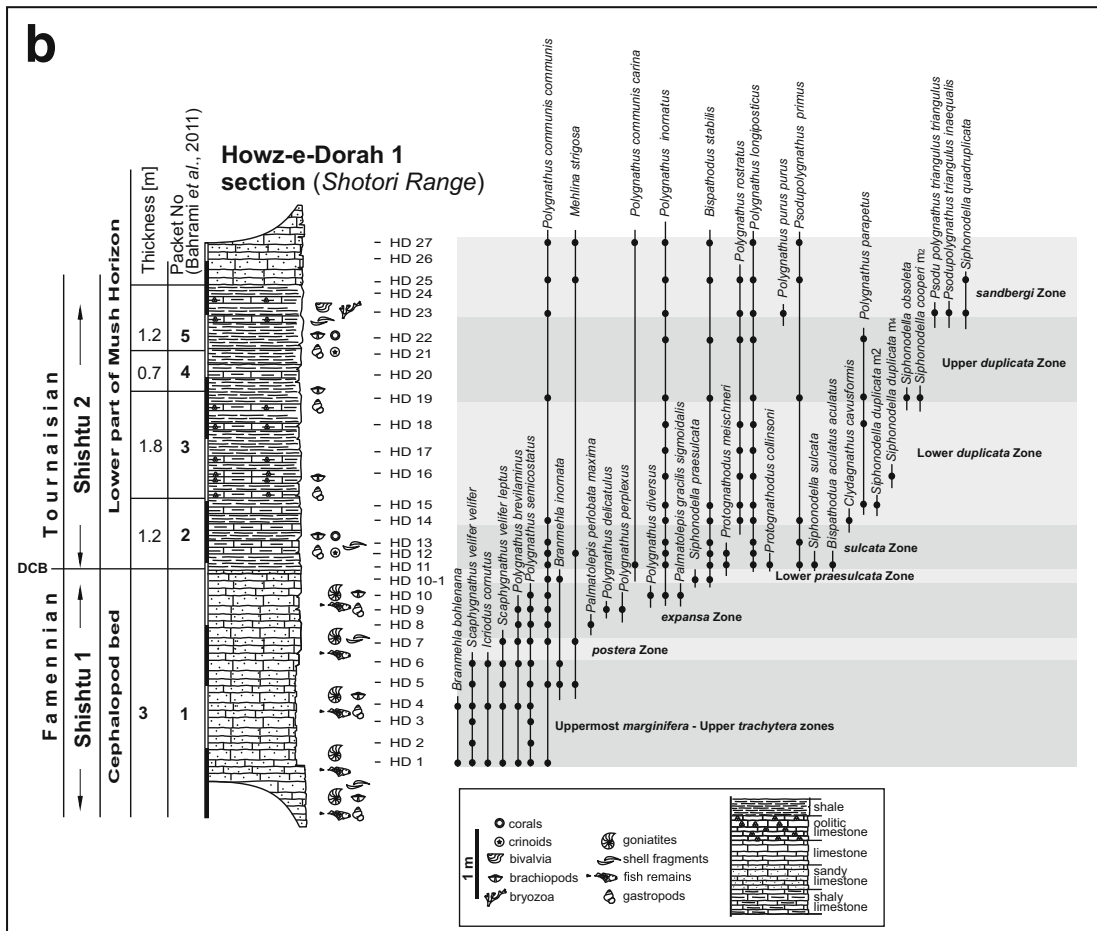 b
Howz-e-Dorah 1
section (Shotori Range)
Thickness [m]
Packet No
(Bahrami et al., 2011)
Tournaisian
Shishtu 2
Lower part of Mush Horizon
DCB
Famennian
Shishtu 1
Cephalopod bed
1.2
5
0.7
4
1.8
3
1.2
2
3
1
HD 27
HD 26
HD 25
HD 24
HD 23
HD 22
HD 21
HD 20
HD 19
HD 18
HD 17
HD 16
HD 15
HD 14
HD 13
HD 12
HD 11
HD 10-1
HD 10
HD 9
HD 8
HD 7
HD 6
HD 5
HD 4
HD 3
HD 2
HD 1
Branmehla bohlenana
Scaphygnathus velifer velifer
Icriodus cornutus
Scaphygnathus velifer leptus
Polygnathus brevilaminus
Polygnathus semicostatus
Polygnathus communis communis
Branmehla inornata
Mehlina strigosa
Palmatolepis perlobata maxima
Polygnathus delicatulus
Polygnathus perplexus
Polygnathus communis carina
Polygnathus diversus
Polygnathus inornatus
Palmatolepis gracilis sigmoidalis
Siphonodella praesulcata
Bispathodus stabilis
Protognathodus meischneri
Polygnathus rostratus
Polygnathus longiposticus
Protognathodus collinsoni
Polygnathus purus purus
Psodupolygnathus primus
Siphonodella sulcata
Bispathodua aculatus aculatus
Clydagnathus cavusformis
Polygnathus parapetus
Siphonodella duplicata m2
Siphonodella duplicata m4
Siphonodella obsoleta
Siphonodella cooperi m2
Psodu polygnathus triangulus triangulus
Psodupolygnathus triangulus inaequalis
Siphonodella quadruplicata
sandbergi Zone
Upper duplicata Zone
Lower duplicata Zone
sulcata Zone
Lower praesulcata Zone
expansa Zone
postera Zone
Uppermost marginifera - Upper trachytera zones
1 m
corals
crinoids
bivalvia
brachiopods
bryozoa
goniatites
shell fragments
fish remains
gastropods
shale
oolitic
limestone
limestone
sandy
limestone
shaly
limestone